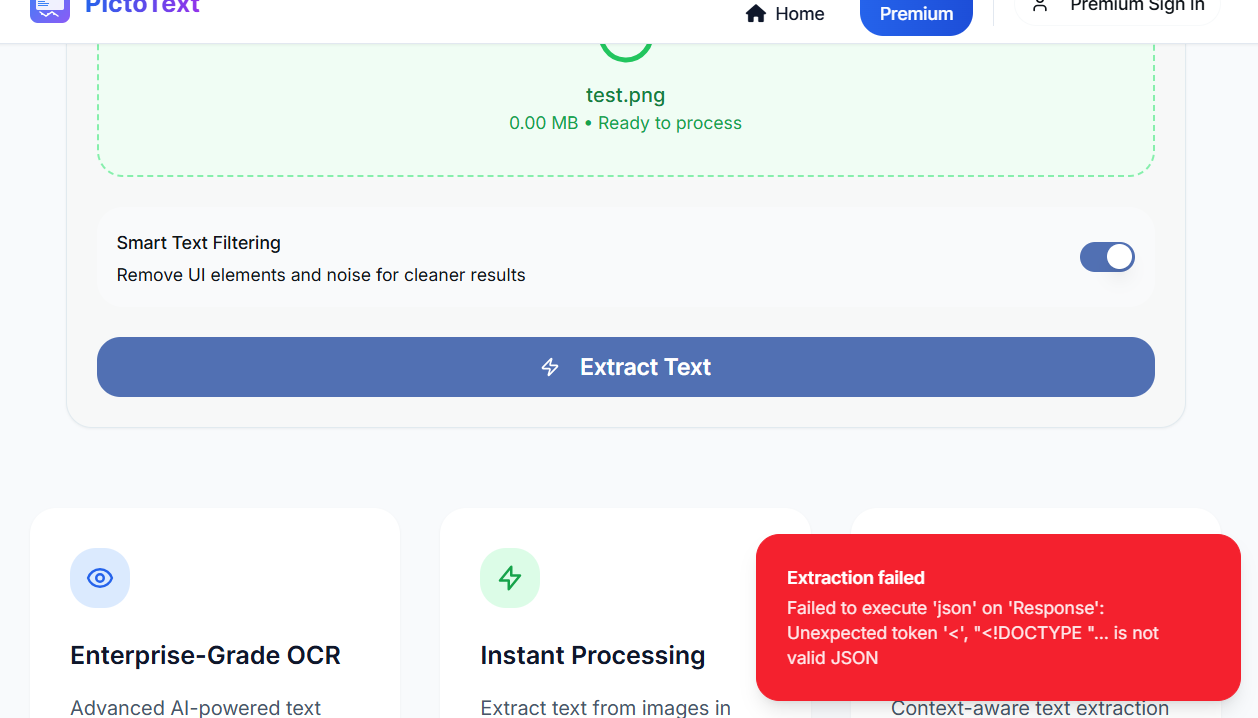 PictoText
Home
Premium
Premium Sign In
test.png
0.00 MB • Ready to process
Smart Text Filtering
Remove UI elements and noise for cleaner results
Extract Text
Enterprise-Grade OCR
Advanced AI-powered text
Instant Processing
Extract text from images in
Context-aware text extraction
Extraction failed
Failed to execute 'json' on 'Response':
Unexpected token '<', "<!DOCTYPE "... is not
valid JSON